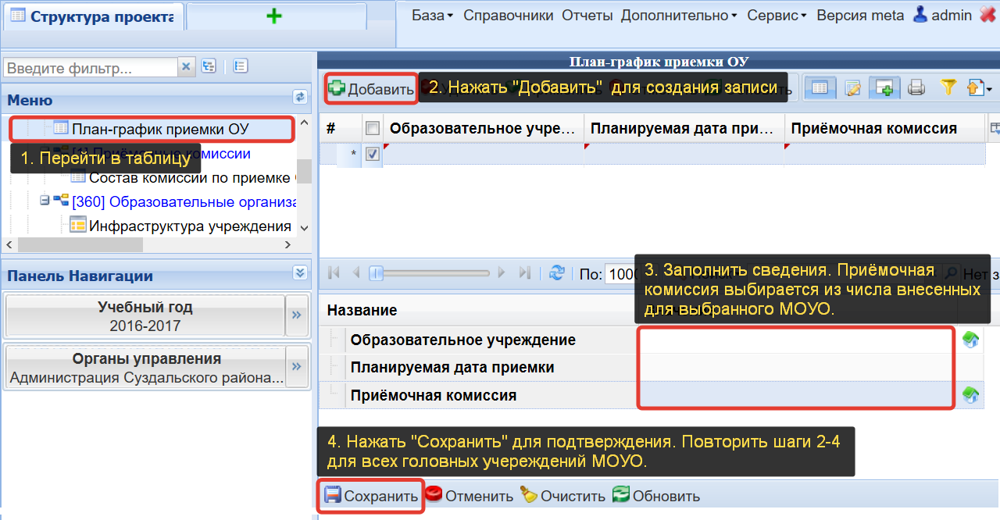 Структура проекта
База Справочники Отчеты Дополнительно Сервис Версия meta admin
Введите фильтр...
План-график приемки ОУ
Добавить
2. Нажать "Добавить" для создания записи
Меню
План-график приемки ОУ
1. Перейти в таблицу
комиссии
Состав комиссии по приемке
[360] Образовательные организа
Инфраструктура учреждения
# Образовательное учре... Планируемая дата при... Приёмочная комиссия
*
Панель Навигации
Учебный год
2016-2017
Органы управления
Администрация Суздальского района...
По: 1000
Нет з
3. Заполнить сведения. Приёмочная
комиссия выбирается из числа внесенных
для выбранного МОУО.
Название
Образовательное учреждение
Планируемая дата приемки
Приёмочная комиссия
4. Нажать "Сохранить" для подтверждения. Повторить шаги 2-4
для всех головных учереждений МОУО.
Сохранить Отменить Очистить Обновить